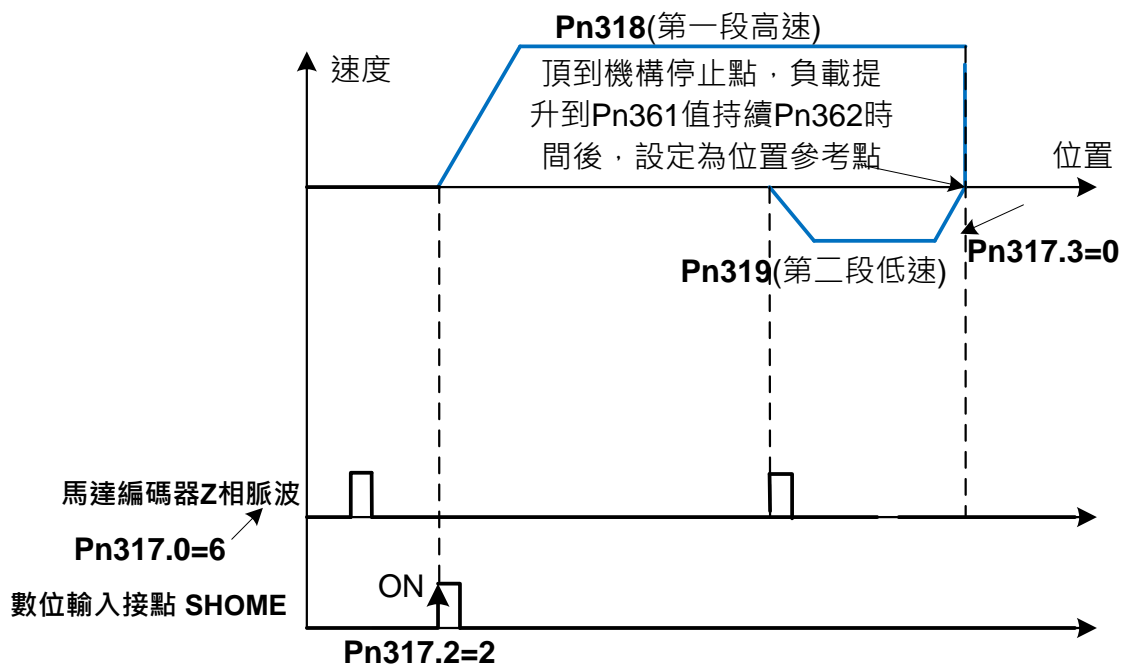 Pn318(第一段高速)
速度
頂到機構停止點，負載提
升到Pn361值持續Pn362時
間後，設定為位置參考點
位置
Pn317.3=0
Pn319(第二段低速)
馬達編碼器Z相脈波
Pn317.0=6
ON
數位輸入接點 SHOME
Pn317.2=2